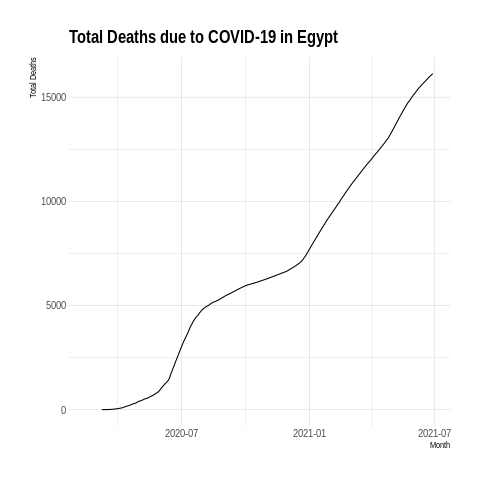 Total Deaths due to COVID-19 in Egypt
Total Deaths
15000
10000
5000
0
2020-07 2021-01 2021-07
Month